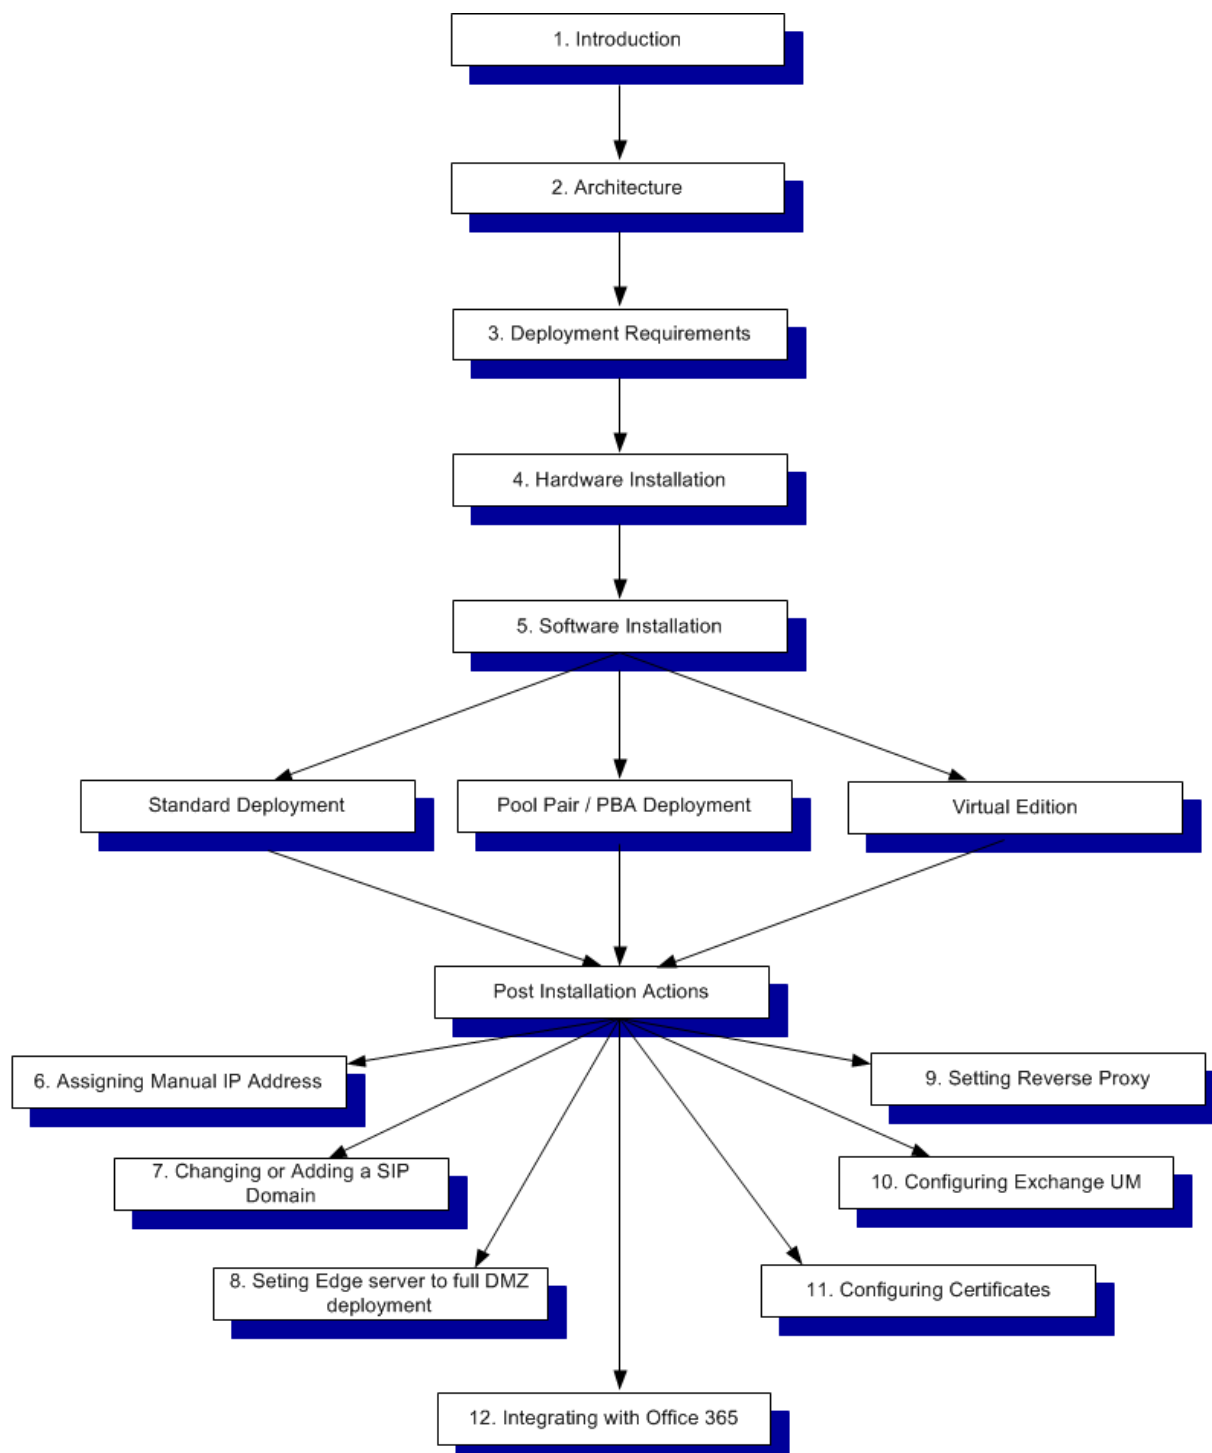 1. Introduction
2. Architecture
3. Deployment Requirements
4. Hardware Installation
5. Software Installation
Standard Deployment
Pool Pair / PBA Deployment
Virtual Edition
Post Installation Actions
6. Assigning Manual IP Address
9. Setting Reverse Proxy
7. Changing or Adding a SIP
Domain
10. Configuring Exchange UM
8. Seting Edge server to full DMZ
deployment
11. Configuring Certificates
12. Integrating with Office 365